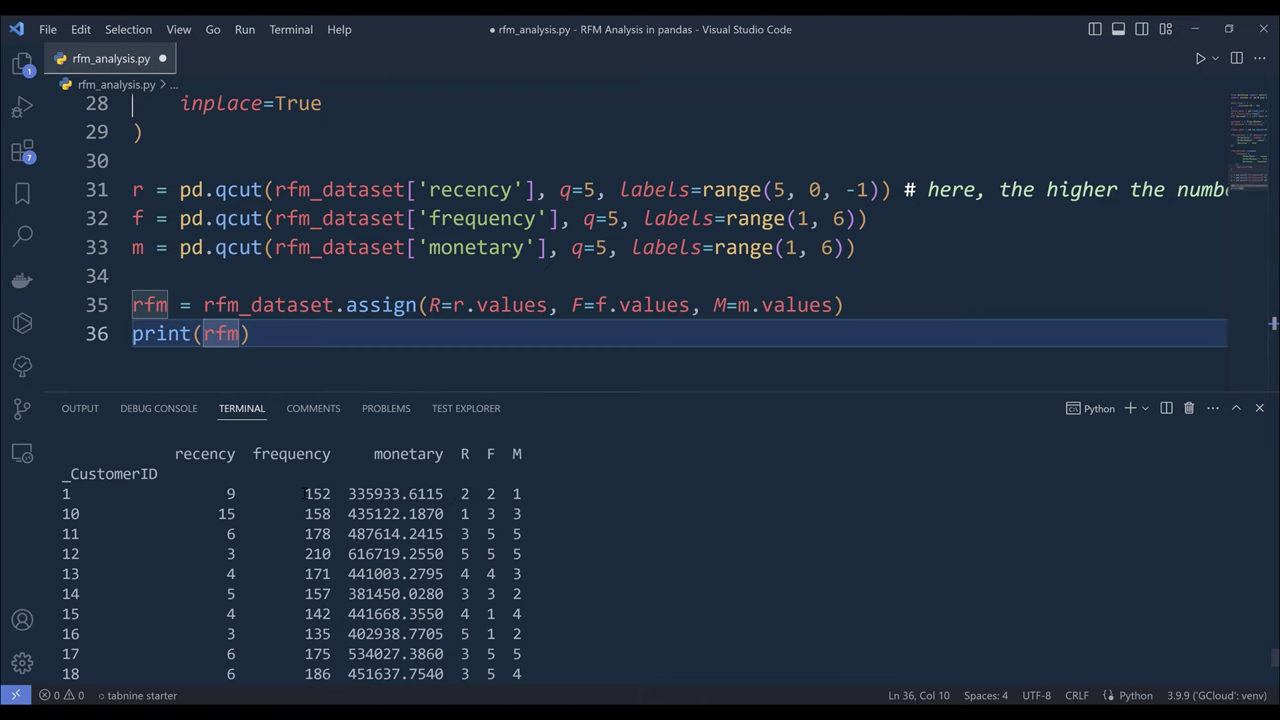 File Edit Selection View Go Run Terminal Help
● rfm_analysis.py - RFM Analysis in pandas - Visual Studio Code
rfm_analysis.py ●
rfm_analysis.py > ...
28 inplace=True
29 )
30
31 r = pd.qcut(rfm_dataset['recency'], q=5, labels=range(5, 0, -1)) # here, the higher the numbe
32 f = pd.qcut(rfm_dataset['frequency'], q=5, labels=range(1, 6))
33 m = pd.qcut(rfm_dataset['monetary'], q=5, labels=range(1, 6))
34
35 rfm = rfm_dataset.assign(R=r.values, F=f.values, M=m.values)
36 print(rfm)
1
7
OUTPUT DEBUG CONSOLE TERMINAL COMMENTS PROBLEMS TEST EXPLORER
Python
recency frequency monetary R F M
_CustomerID
1 9 152 335933.6115 2 2 1
10 15 158 435122.1870 1 3 3
11 6 178 487614.2415 3 5 5
12 3 210 616719.2550 5 5 5
13 4 171 441003.2795 4 4 3
14 5 157 381450.0280 3 3 2
15 4 142 441668.3550 4 1 4
16 3 135 402938.7705 5 1 2
17 6 175 534027.3860 3 5 5
18 6 186 451637.7540 3 5 4
0 0 tabnine starter Ln 36, Col 10 Spaces: 4 UTF-8 CRLF Python 3.9.9 ('GCloud': venv)